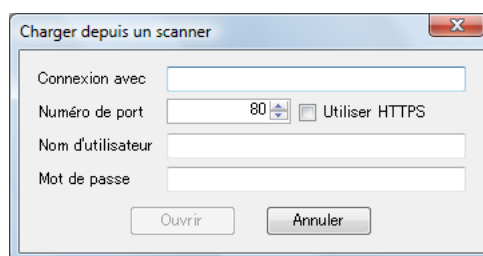 Charger depuis un scanner
Connexion avec
Numéro de port 80 Utiliser HTTPS
Nom d'utilisateur
Mot de passe
Ouvrir Annuler